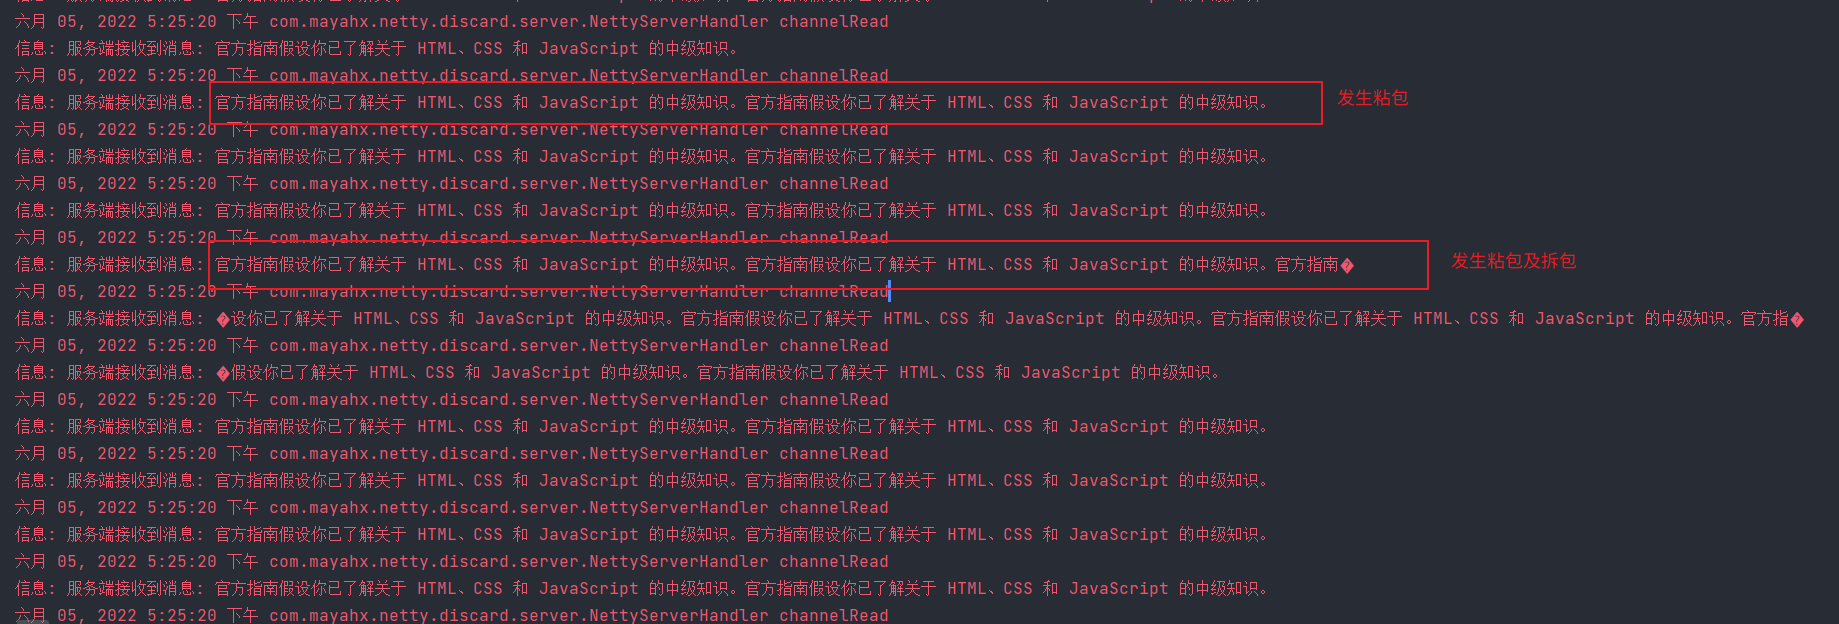 六月 05, 2022 5:25:20 下午 com.mayahx.netty.discard.server.NettyServerHandler channelRead
信息: 服务端接收到消息: 官方指南假设你已了解关于 HTML、CSS 和 JavaScript 的中级知识。
六月 05, 2022 5:25:20 下午 com.mayahx.netty.discard.server.NettyServerHandler channelRead
信息: 服务端接收到消息: 官方指南假设你已了解关于 HTML、CSS 和 JavaScript 的中级知识。官方指南假设你已了解关于 HTML、CSS 和 JavaScript 的中级知识。 发生粘包
六月 05, 2022 5:25:20 下午 com.mayahx.netty.discard.server.NettyServerHandler channelRead
信息: 服务端接收到消息: 官方指南假设你已了解关于 HTML、CSS 和 JavaScript 的中级知识。官方指南假设你已了解关于 HTML、CSS 和 JavaScript 的中级知识。
六月 05, 2022 5:25:20 下午 com.mayahx.netty.discard.server.NettyServerHandler channelRead
信息: 服务端接收到消息: 官方指南假设你已了解关于 HTML、CSS 和 JavaScript 的中级知识。官方指南假设你已了解关于 HTML、CSS 和 JavaScript 的中级知识。
六月 05, 2022 5:25:20 下午 com.mayahx.netty.discard.server.NettyServerHandler channelRead
信息: 服务端接收到消息: 官方指南假设你已了解关于 HTML、CSS 和 JavaScript 的中级知识。官方指南假设你已了解关于 HTML、CSS 和 JavaScript 的中级知识。官方指南� 发生粘包及拆包
六月 05, 2022 5:25:20 下午 com.mayahx.netty.discard.server.NettyServerHandler channelRead
信息: 服务端接收到消息: �设你已了解关于 HTML、CSS 和 JavaScript 的中级知识。官方指南假设你已了解关于 HTML、CSS 和 JavaScript 的中级知识。官方指南假设你已了解关于 HTML、CSS 和 JavaScript 的中级知识。官方指�
六月 05, 2022 5:25:20 下午 com.mayahx.netty.discard.server.NettyServerHandler channelRead
信息: 服务端接收到消息: �假设你已了解关于 HTML、CSS 和 JavaScript 的中级知识。官方指南假设你已了解关于 HTML、CSS 和 JavaScript 的中级知识。
六月 05, 2022 5:25:20 下午 com.mayahx.netty.discard.server.NettyServerHandler channelRead
信息: 服务端接收到消息: 官方指南假设你已了解关于 HTML、CSS 和 JavaScript 的中级知识。官方指南假设你已了解关于 HTML、CSS 和 JavaScript 的中级知识。
六月 05, 2022 5:25:20 下午 com.mayahx.netty.discard.server.NettyServerHandler channelRead
信息: 服务端接收到消息: 官方指南假设你已了解关于 HTML、CSS 和 JavaScript 的中级知识。官方指南假设你已了解关于 HTML、CSS 和 JavaScript 的中级知识。
六月 05, 2022 5:25:20 下午 com.mayahx.netty.discard.server.NettyServerHandler channelRead
信息: 服务端接收到消息: 官方指南假设你已了解关于 HTML、CSS 和 JavaScript 的中级知识。官方指南假设你已了解关于 HTML、CSS 和 JavaScript 的中级知识。
六月 05, 2022 5:25:20 下午 com.mayahx.netty.discard.server.NettyServerHandler channelRead
信息: 服务端接收到消息: 官方指南假设你已了解关于 HTML、CSS 和 JavaScript 的中级知识。官方指南假设你已了解关于 HTML、CSS 和 JavaScript 的中级知识。
六月 05, 2022 5:25:20 下午 com.mayahx.netty.discard.server.NettyServerHandler channelRead